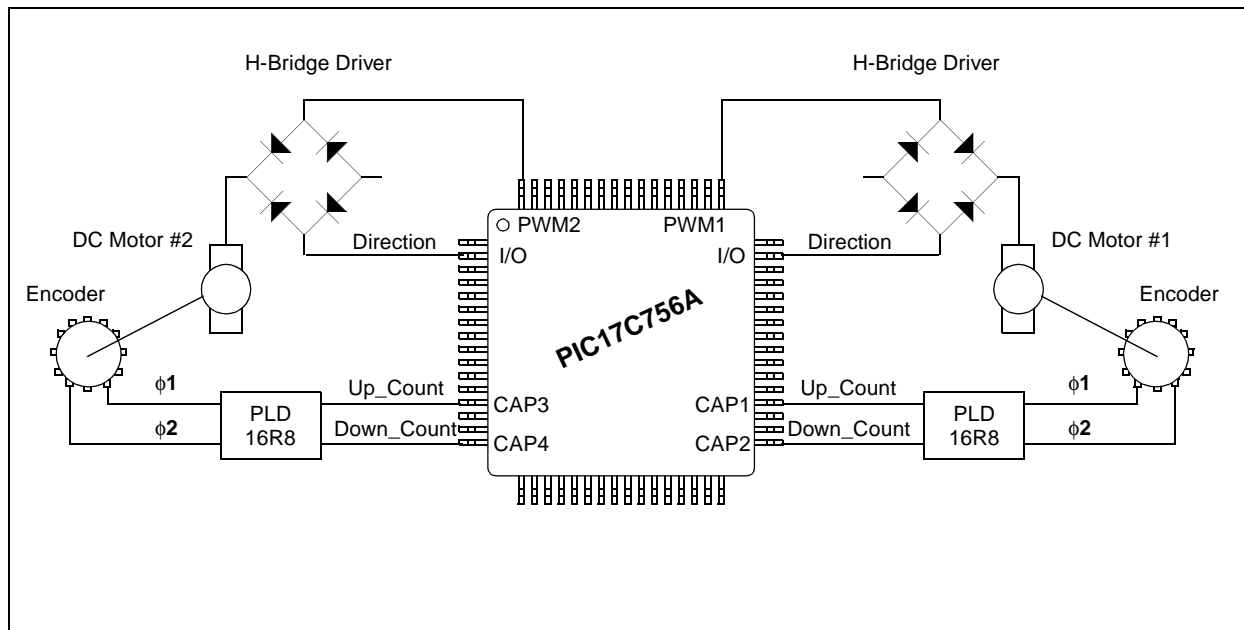 H-Bridge Driver H-Bridge Driver
PWM2 PWM1
DC Motor #2 Direction I/O I/O Direction DC Motor #1
Encoder Encoder
PIC17C756A
ϕ1 Up_Count CAP3 CAP1 Up_Count ϕ1
PLD PLD
16R8 16R8
ϕ2 Down_Count CAP4 CAP2 Down_Count ϕ2